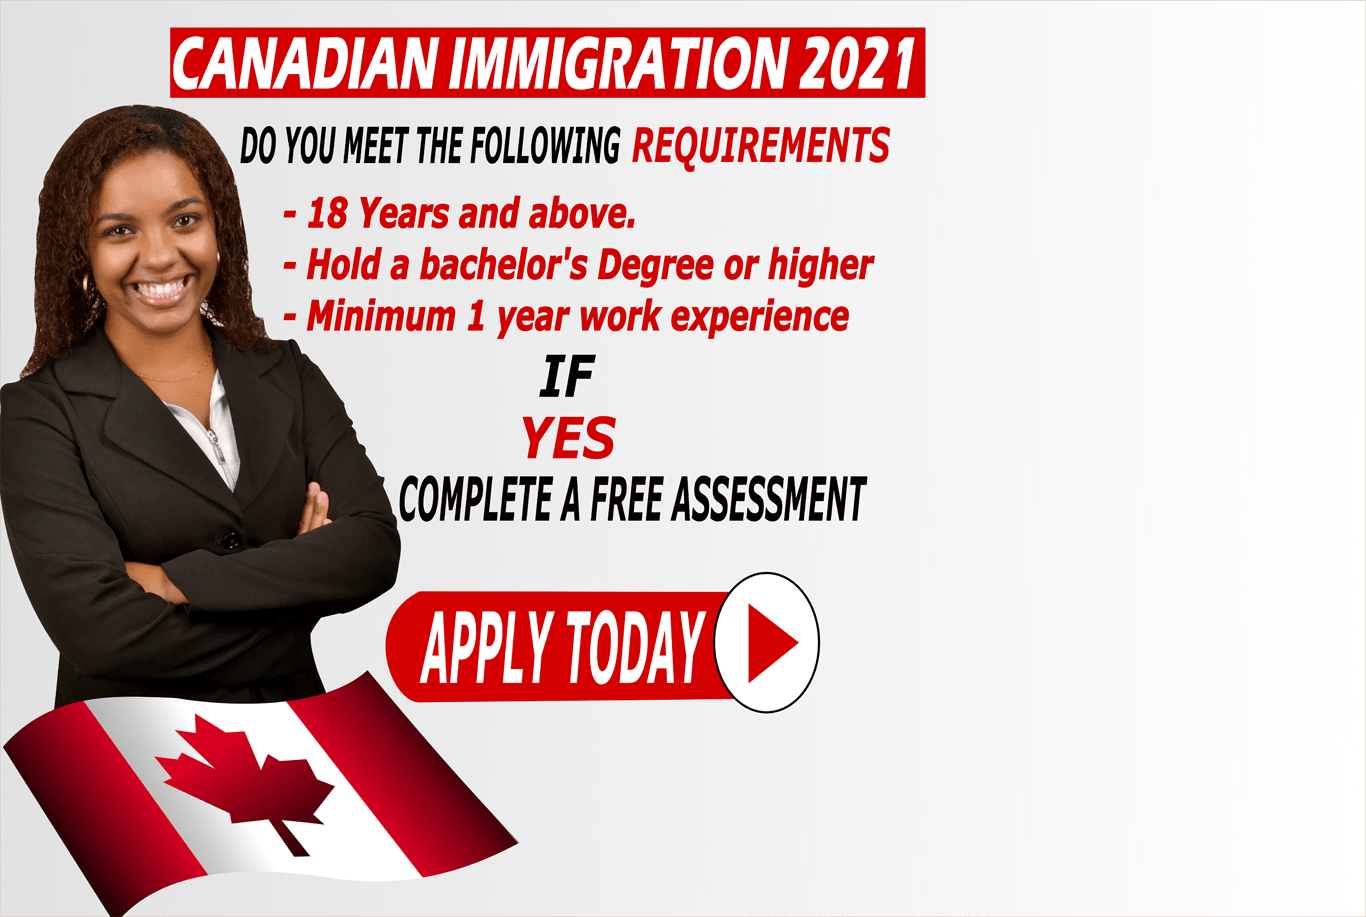 CANADIAN IMMIGRATION 2021
DO YOU MEET THE FOLLOWING REQUIREMENTS
- 18 Years and above.
- Hold a bachelor's Degree or higher
- Minimum 1 year work experience
IF
YES
COMPLETE A FREE ASSESSMENT
APPLY TODAY